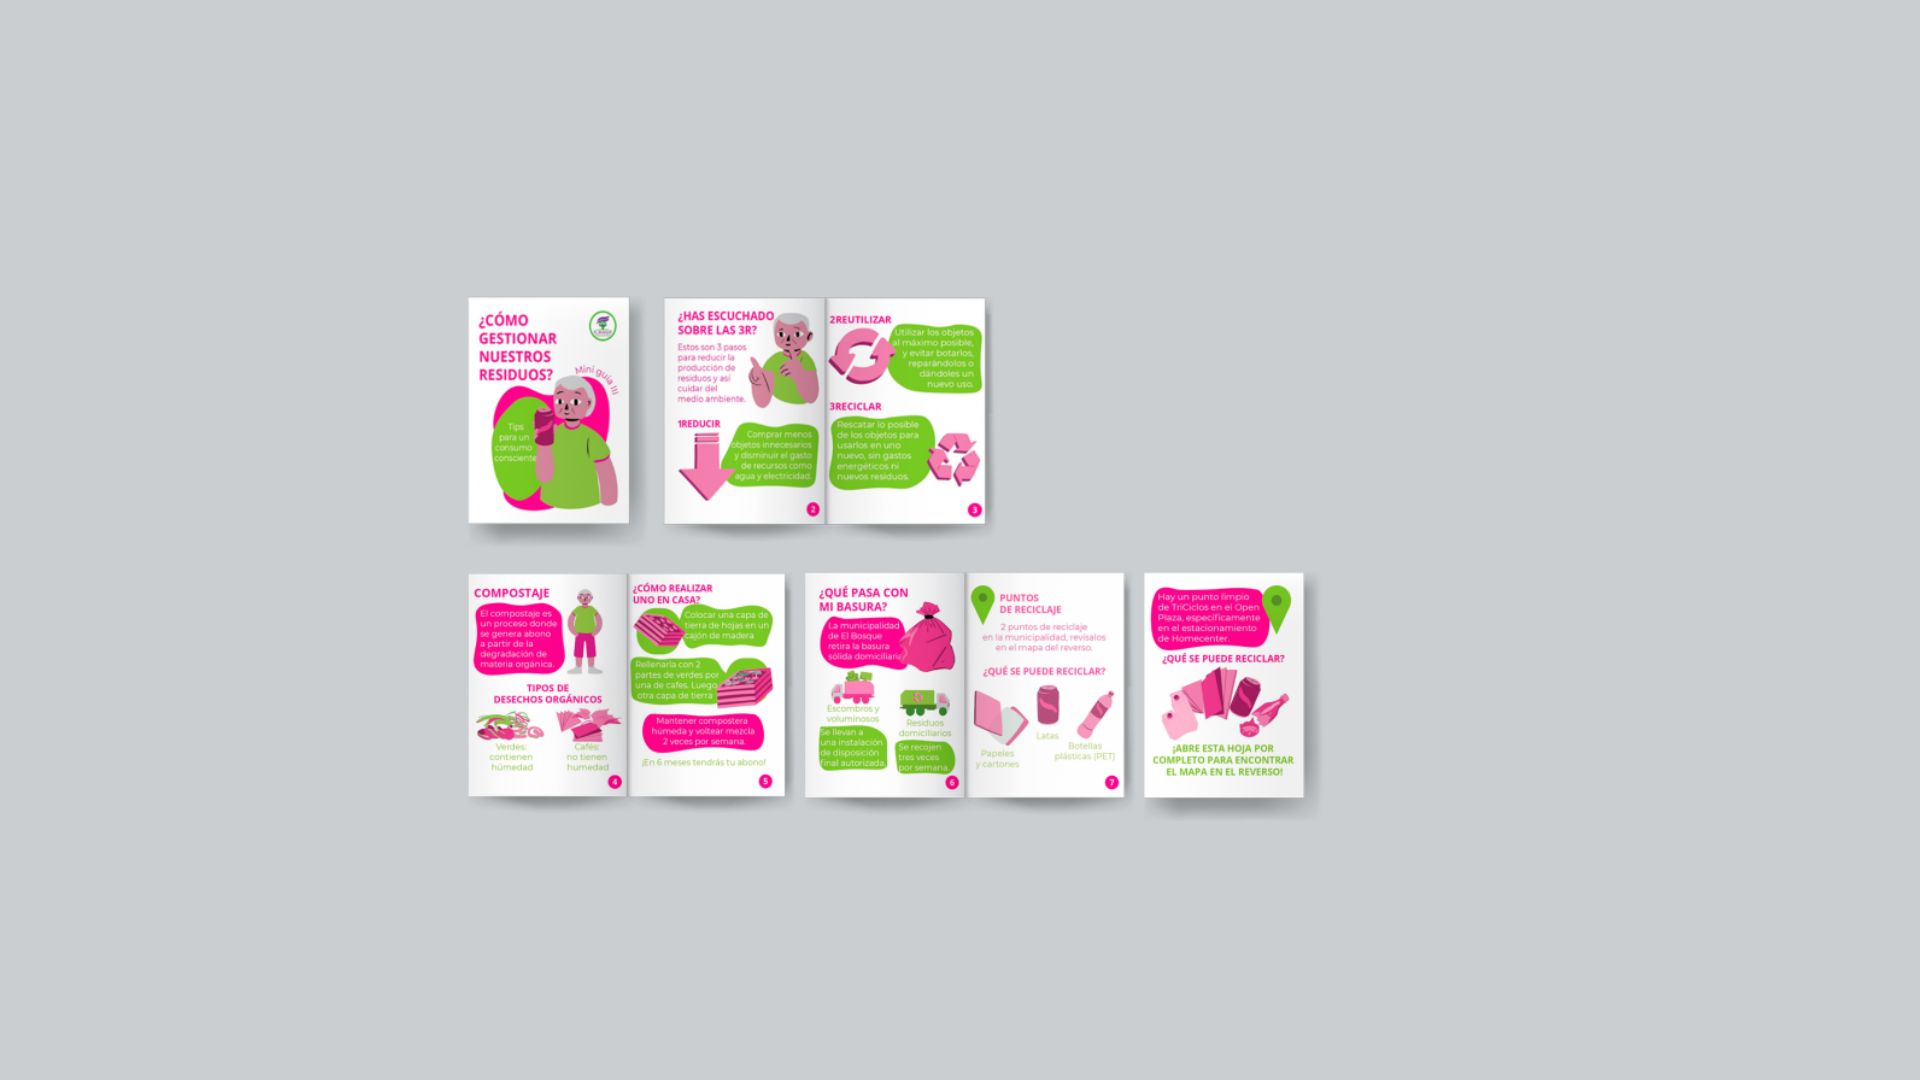 ¿CÓMO
GESTIONAR
NUESTROS
RESIDUOS?
Mini guía !!!
Tips
para un
consumo
consciente
¿HAS ESCUCHADO
SOBRE LAS 3R?
Estos son 3 pasos
para reducir la
producción de
residuos y así
cuidar del
medio ambiente.
1REDUCIR
Comprar menos
objetos innecesarios
y disminuir el gasto
de recursos como
agua y electricidad.
2
2REUTILIZAR
Utilizar los objetos
al máximo posible,
y evitar botarlos,
reparándolos o
dándoles un
nuevo uso.
3RECICLAR
Rescatar lo posible
de los objetos para
usarlos en uno
nuevo, sin gastos
energéticos ni
nuevos residuos.
3
COMPOSTAJE
El compostaje es
un proceso donde
se genera abono
a partir de la
degradación de
materia orgánica.
TIPOS DE
DESECHOS ORGÁNICOS
Verdes:
contienen
húmedad
Cafés:
no tienen
humedad
4
¿CÓMO REALIZAR
UNO EN CASA?
Colocar una capa de
tierra de hojas en un
cajón de madera
Rellenarla con 2
partes de verdes por
una de cafes. Luego
otra capa de tierra
Mantener compostera
húmeda y voltear mezcla
2 veces por semana.
¡En 6 meses tendrás tu abono!
5
¿QUÉ PASA CON
MI BASURA?
La municipalidad
de El Bosque
retira la basura
sólida domiciliaria
Escombros y
voluminosos
Se llevan a
una instalación
de disposición
final autorizada.
Residuos
domiciliarios
Se recojen
tres veces
por semana.
6
PUNTOS
DE RECICLAJE
2 puntos de reciclaje
en la municipalidad, revísalos
en el mapa del reverso.
¿QUÉ SE PUEDE RECICLAR?
Papeles
y cartones
Latas
Botellas
plásticas (PET)
7
Hay un punto limpio
de TriCiclos en el Open
Plaza, específicamente
en el estacionamiento
de Homecenter.
¿QUÉ SE PUEDE RECICLAR?
¡ABRE ESTA HOJA POR
COMPLETO PARA ENCONTRAR
EL MAPA EN EL REVERSO!